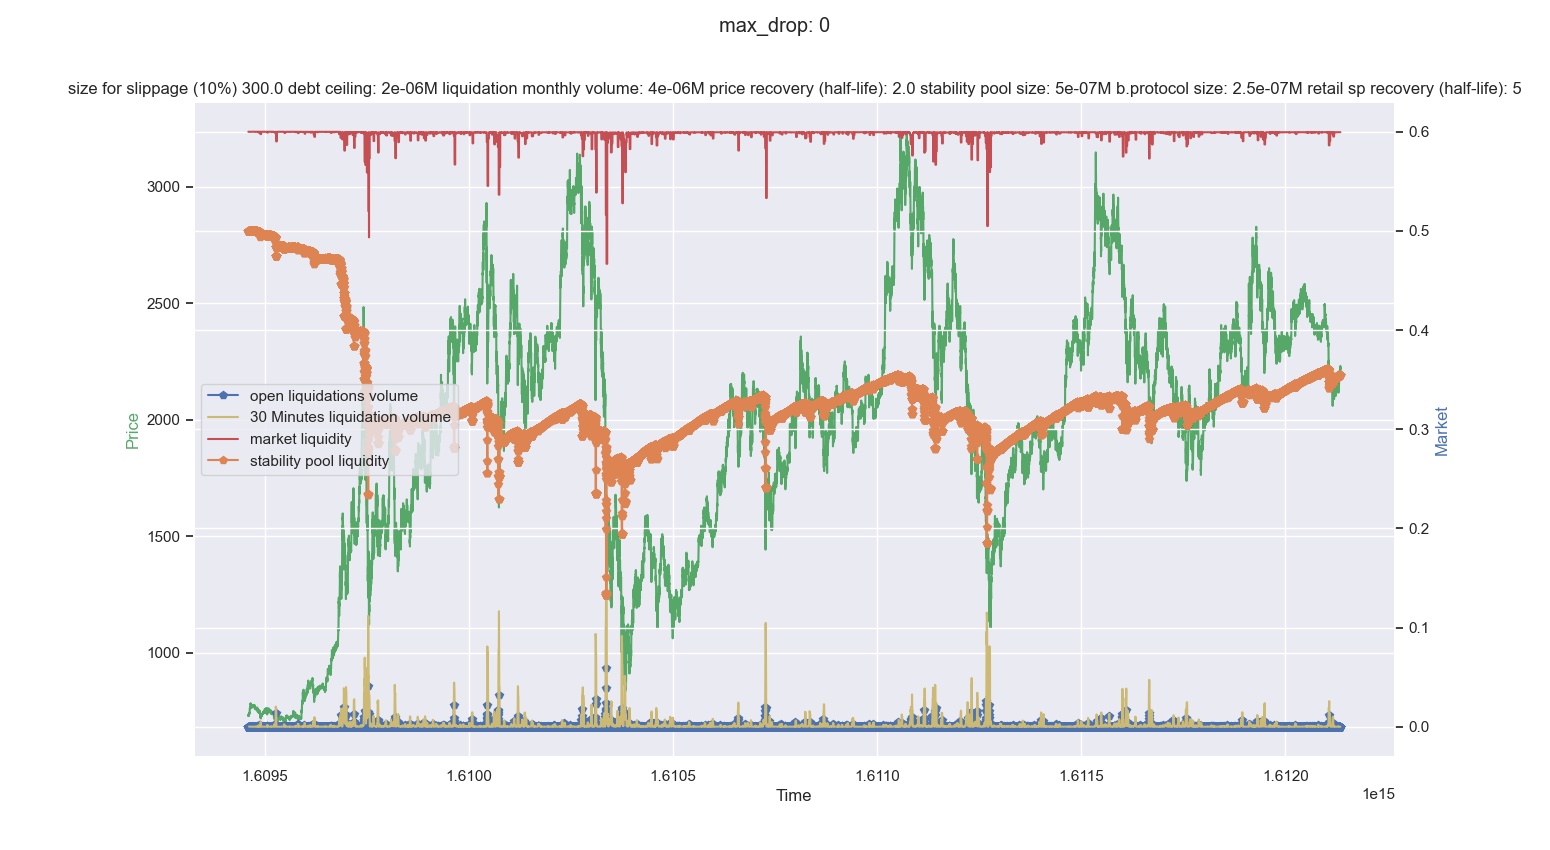 max_drop: 0
size for slippage (10%) 300.0 debt ceiling: 2e-06M liquidation monthly volume: 4e-06M price recovery (half-life): 2.0 stability pool size: 5e-07M b.protocol size: 2.5e-07M retail sp recovery (half-life): 5
3000
2500
2000
1500
1000
Price
open liquidations volume
30 Minutes liquidation volume
market liquidity
stability pool liquidity
0.6
0.5
0.4
0.3
0.2
0.1
0.0
Market
1.6095 1.6100 1.6105 1.6110 1.6115 1.6120
1e15
Time